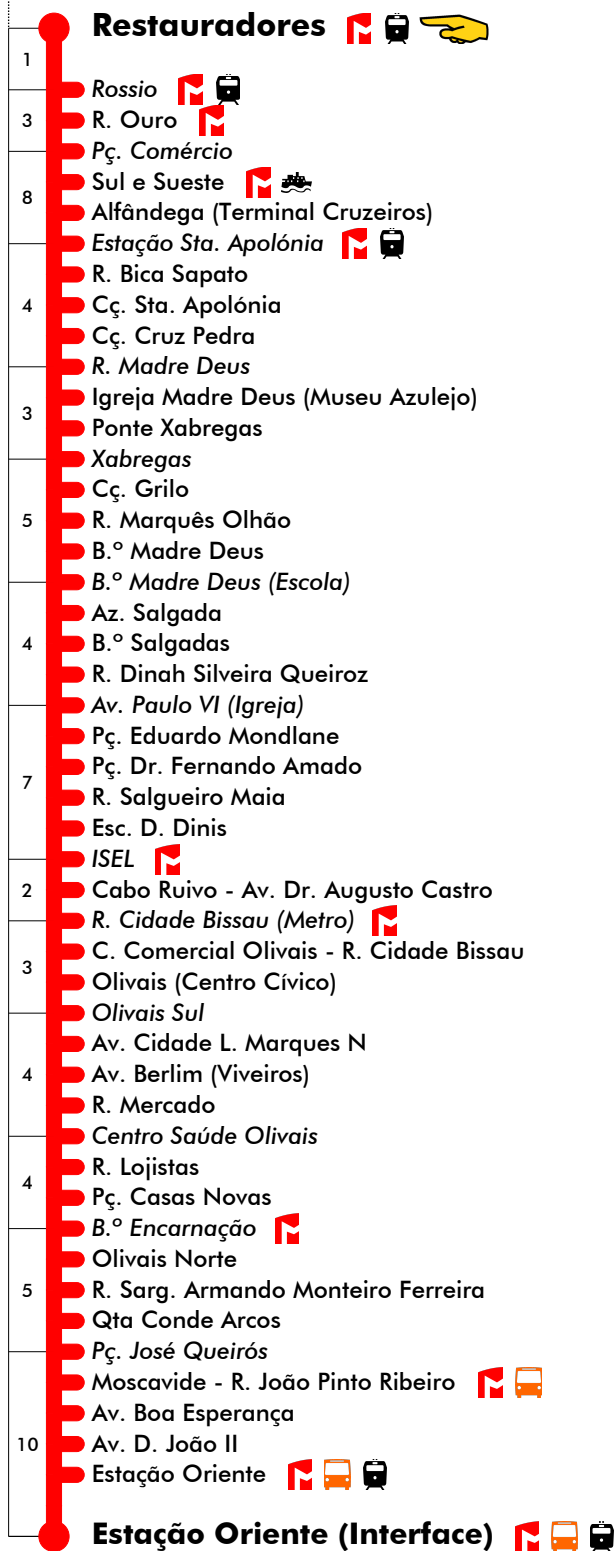 Restauradores
1
Rossio
3
R. Ouro
Pç. Comércio
Sul e Sueste
8
Alfândega (Terminal Cruzeiros)
Estação Sta. Apolónia
R. Bica Sapato
4
Cç. Sta. Apolónia
Cç. Cruz Pedra
R. Madre Deus
Igreja Madre Deus (Museu Azulejo)
3
Ponte Xabregas
Xabregas
Cç. Grilo
5
R. Marquês Olhão
B.º Madre Deus
B.º Madre Deus (Escola)
Az. Salgada
4
B.º Salgadas
R. Dinah Silveira Queiroz
Av. Paulo VI (Igreja)
Pç. Eduardo Mondlane
Pç. Dr. Fernando Amado
7
R. Salgueiro Maia
Esc. D. Dinis
ISEL
2
Cabo Ruivo - Av. Dr. Augusto Castro
R. Cidade Bissau (Metro)
C. Comercial Olivais - R. Cidade Bissau
3
Olivais (Centro Cívico)
Olivais Sul
Av. Cidade L. Marques N
4
Av. Berlim (Viveiros)
R. Mercado
Centro Saúde Olivais
R. Lojistas
4
Pç. Casas Novas
B.º Encarnação
Olivais Norte
5
R. Sarg. Armando Monteiro Ferreira
Qta Conde Arcos
Pç. José Queirós
Moscavide - R. João Pinto Ribeiro
Av. Boa Esperança
10
Av. D. João II
Estação Oriente
Estação Oriente (Interface)